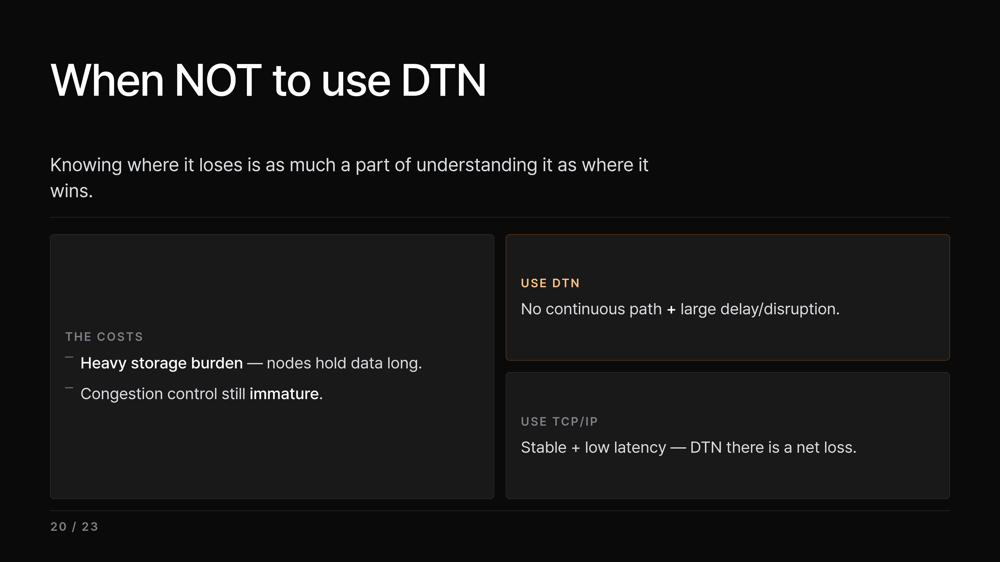 When NOT to use DTN
Knowing where it loses is as much a part of understanding it as where it
wins.
THE COSTS
— Heavy storage burden — nodes hold data long.
— Congestion control still immature.
USE DTN
No continuous path + large delay/disruption.
USE TCP/IP
Stable + low latency — DTN there is a net loss.
20 / 23